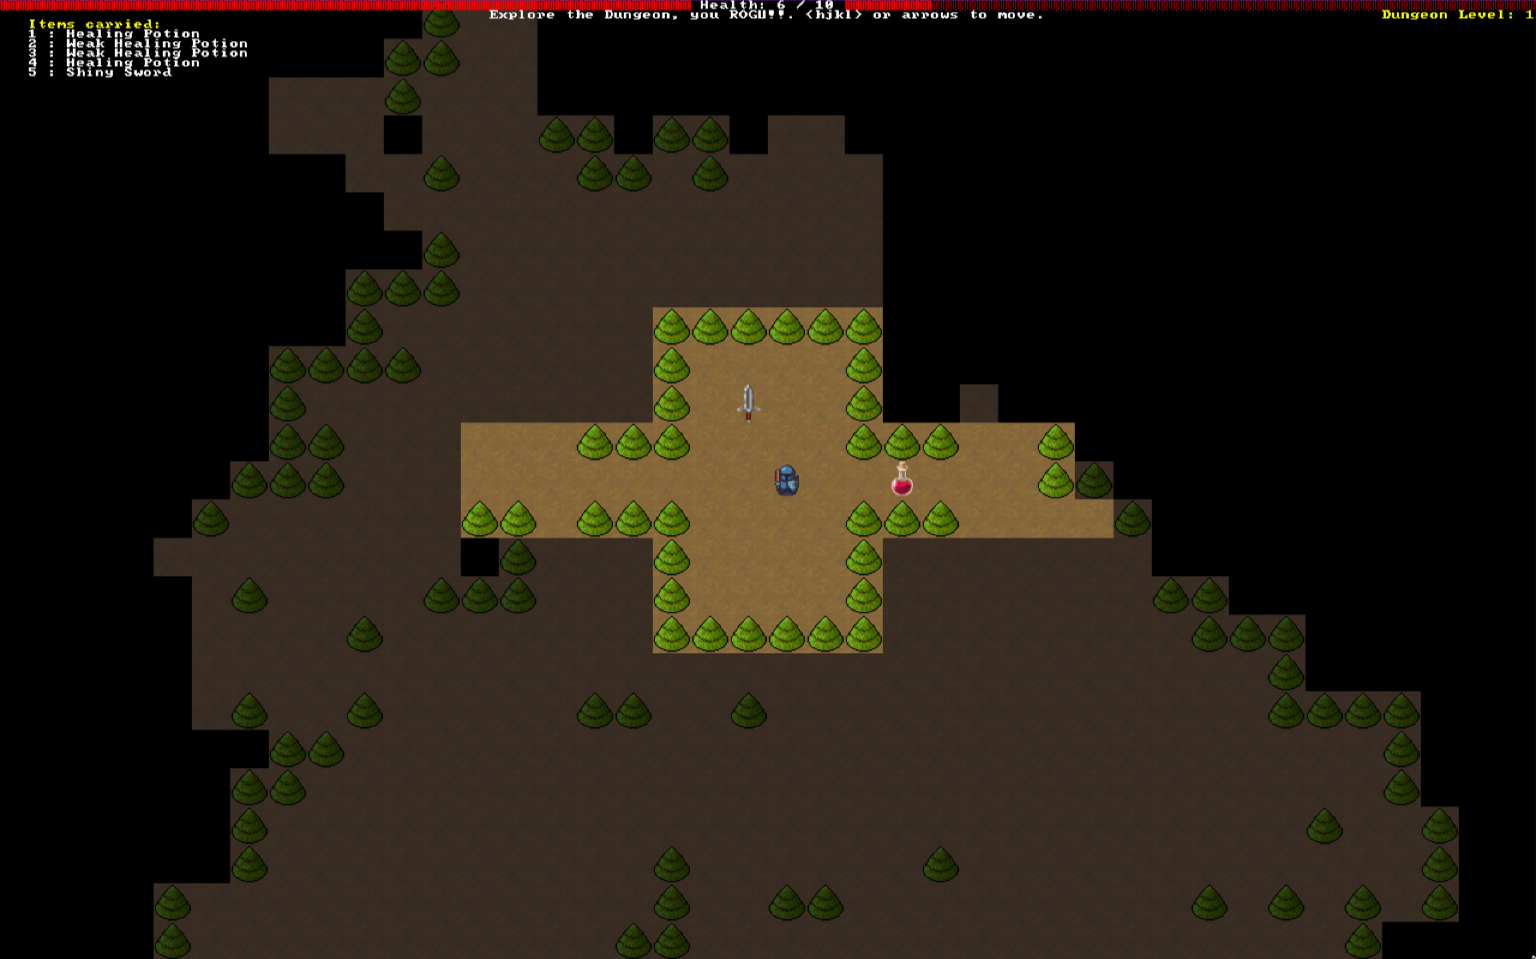 Health: 6 / 10
Explore the Dungeon, you ROGU!!. <hjkl> or arrows to move.
Dungeon Level: 1
Items carried:
1 : Healing Potion
2 : Weak Healing Potion
3 : Weak Healing Potion
4 : Healing Potion
5 : Shiny Sword